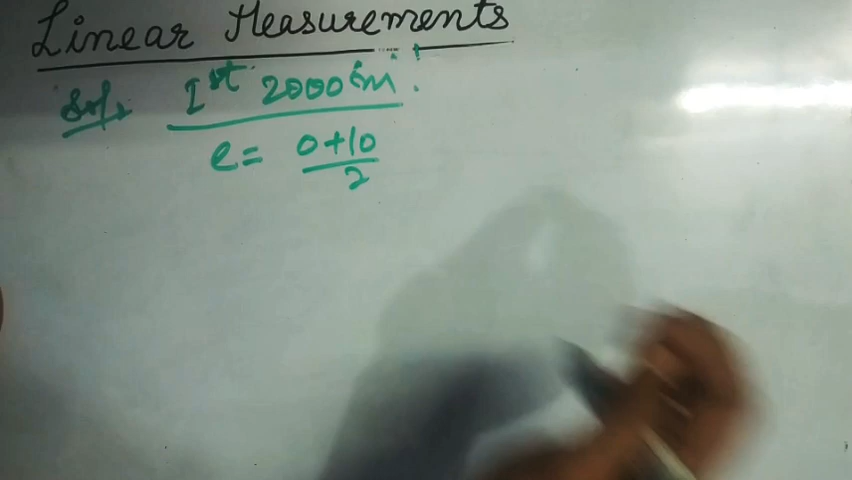 Linear Measurements
Sol. Ist 2000 m.
e = 0+10
2